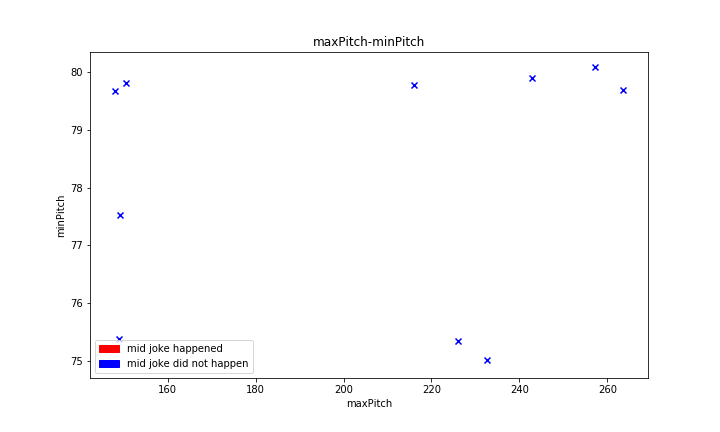 maxPitch-minPitch
80
79
78
77
76
75
minPitch
mid joke happened
mid joke did not happen
160
180
200
220
240
260
maxPitch